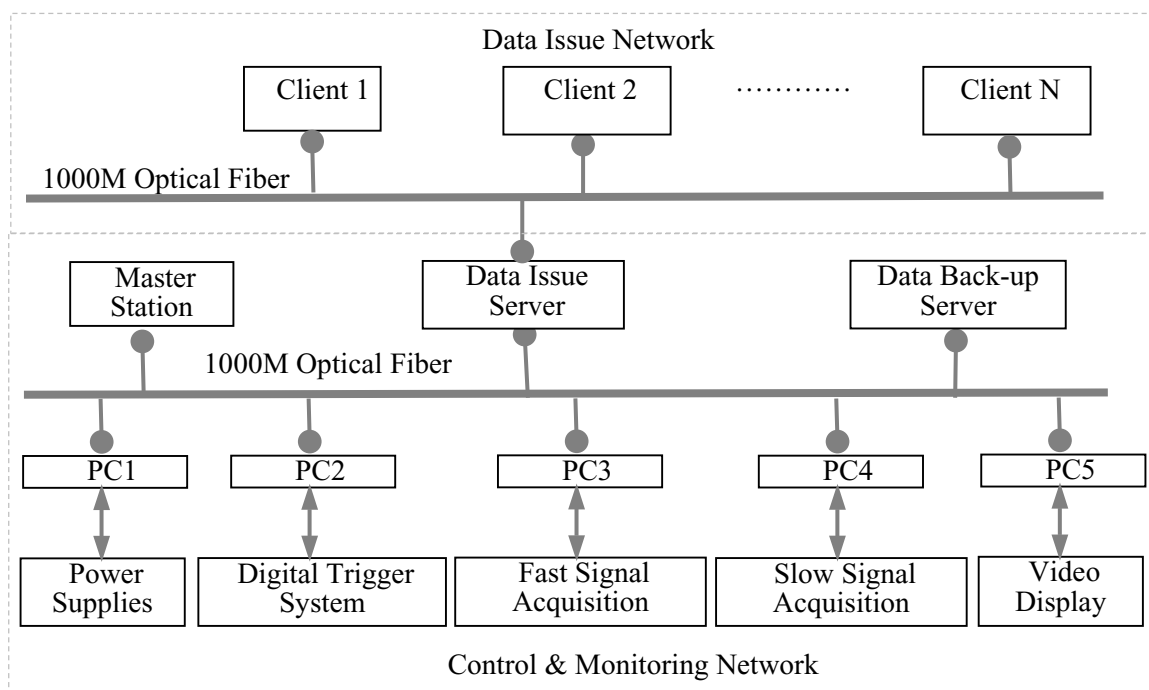 Data Issue Network
Client 1
Client 2
…………
Client N
1000M Optical Fiber
Master
Station
Data Issue
Server
Data Back-up
Server
1000M Optical Fiber
PC1
PC2
PC3
PC4
PC5
Power
Supplies
Digital Trigger
System
Fast Signal
Acquisition
Slow Signal
Acquisition
Video
Display
Control & Monitoring Network